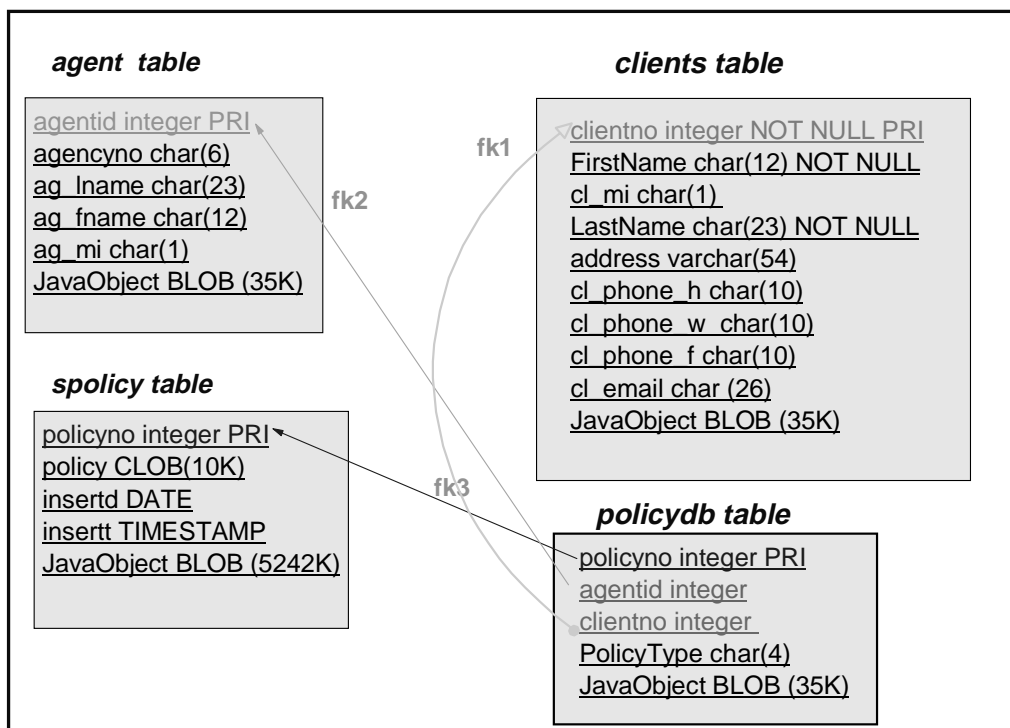 agent table
agentid integer PRI
agencyno char(6)
ag_lname char(23)
ag_fname char(12)
ag_mi char(1)
JavaObject BLOB (35K)
clients table
clientno integer NOT NULL PRI
FirstName char(12) NOT NULL
cl_mi char(1)
LastName char(23) NOT NULL
address varchar(54)
cl_phone_h char(10)
cl_phone_w char(10)
cl_phone_f char(10)
cl_email char (26)
JavaObject BLOB (35K)
fk1
fk2
fk3
spolicy table
policyno integer PRI
policy CLOB(10K)
insertd DATE
insertt TIMESTAMP
JavaObject BLOB (5242K)
policydb table
policyno integer PRI
agentid integer
clientno integer
PolicyType char(4)
JavaObject BLOB (35K)